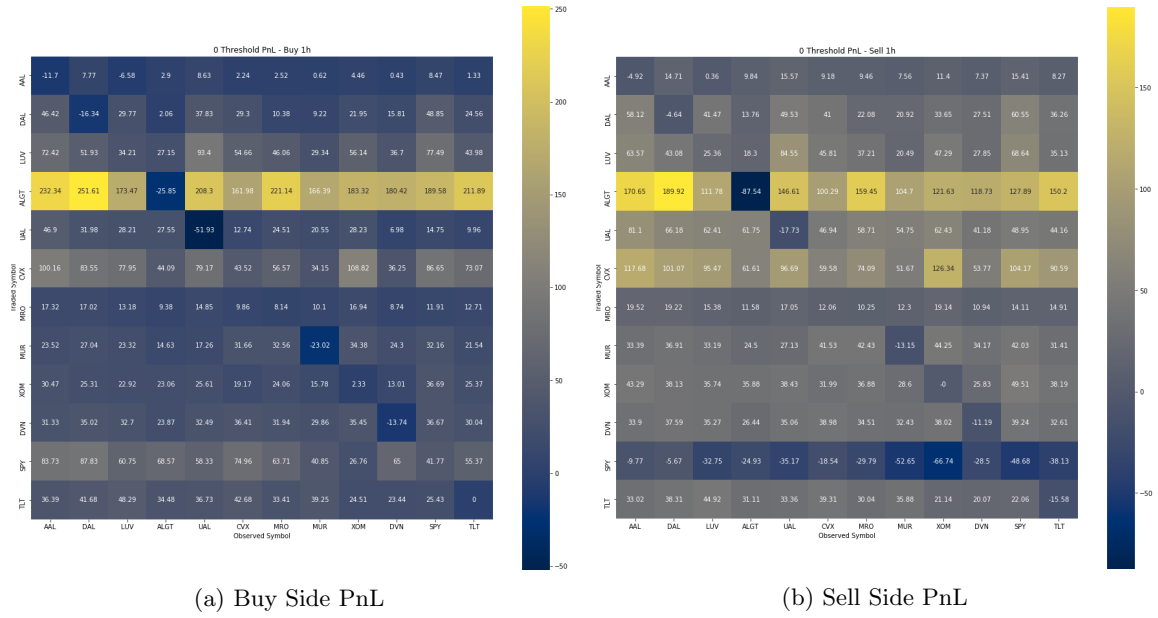 0 Threshold PnL - Buy 1h
AAL -11.7 7.77 -6.58 2.9 8.63 2.24 2.52 0.62 4.46 0.43 8.47 1.33
DAL 46.42 -16.34 29.77 2.06 37.83 29.3 10.38 9.22 21.95 15.81 48.85 24.56
LUV 72.42 51.93 34.21 27.15 93.4 54.66 46.06 29.34 56.14 36.7 77.49 43.98
ALGT 232.34 251.61 173.47 -25.85 208.3 161.98 221.14 166.39 183.32 180.42 189.58 211.89
UAL 46.9 31.98 28.21 27.55 -51.93 12.74 24.51 20.55 28.23 6.98 14.75 9.96
CVX 100.16 83.55 77.95 44.09 79.17 43.52 56.57 34.15 108.82 36.25 86.65 73.07
MRO 17.32 17.02 13.18 9.38 14.85 9.86 8.14 10.1 16.94 8.74 11.91 12.71
MUR 23.52 27.04 23.32 14.63 17.26 31.66 32.56 -23.02 34.38 24.3 32.16 21.54
XOM 30.47 25.31 22.92 23.06 25.61 19.17 24.06 15.78 2.33 13.01 36.69 25.37
DVN 31.33 35.02 32.7 23.87 32.49 36.41 31.94 29.86 35.45 -13.74 36.67 30.04
SPY 83.73 87.83 60.75 68.57 58.33 74.96 63.71 40.85 26.76 65 41.77 55.37
TLT 36.39 41.68 48.29 34.48 36.73 42.68 33.41 39.25 24.51 23.44 25.43 0
AAL DAL LUV ALGT UAL CVX MRO MUR XOM DVN SPY TLT
Observed Symbol
Traded Symbol
250
200
150
100
50
0
−50
(a) Buy Side PnL
0 Threshold PnL - Sell 1h
AAL -4.92 14.71 0.36 9.84 15.57 9.18 9.46 7.56 11.4 7.37 15.41 8.27
DAL 58.12 -4.64 41.47 13.76 49.53 41 22.08 20.92 33.65 27.51 60.55 36.26
LUV 63.57 43.08 25.36 18.3 84.55 45.81 37.21 20.49 47.29 27.85 68.64 35.13
ALGT 170.65 189.92 111.78 -87.54 146.61 100.29 159.45 104.7 121.63 118.73 127.89 150.2
UAL 81.1 66.18 62.41 61.75 -17.73 46.94 58.71 54.75 62.43 41.18 48.95 44.16
CVX 117.68 101.07 95.47 61.61 96.69 59.58 74.09 51.67 126.34 53.77 104.17 90.59
MRO 19.52 19.22 15.38 11.58 17.05 12.06 10.25 12.3 19.14 10.94 14.11 14.91
MUR 33.39 36.91 33.19 24.5 27.13 41.53 42.43 -13.15 44.25 34.17 42.03 31.41
XOM 43.29 38.13 35.74 35.88 38.43 31.99 36.88 28.6 -0 25.83 49.51 38.19
DVN 33.9 37.59 35.27 26.44 35.06 38.98 34.51 32.43 38.02 -11.19 39.24 32.61
SPY -9.77 -5.67 -32.75 -24.93 -35.17 -18.54 -29.79 -52.65 -66.74 -28.5 -48.68 -38.13
TLT 33.02 38.31 44.92 31.11 33.36 39.31 30.04 35.88 21.14 20.07 22.06 -15.58
AAL DAL LUV ALGT UAL CVX MRO MUR XOM DVN SPY TLT
Observed Symbol
Traded Symbol
150
100
50
0
−50
(b) Sell Side PnL